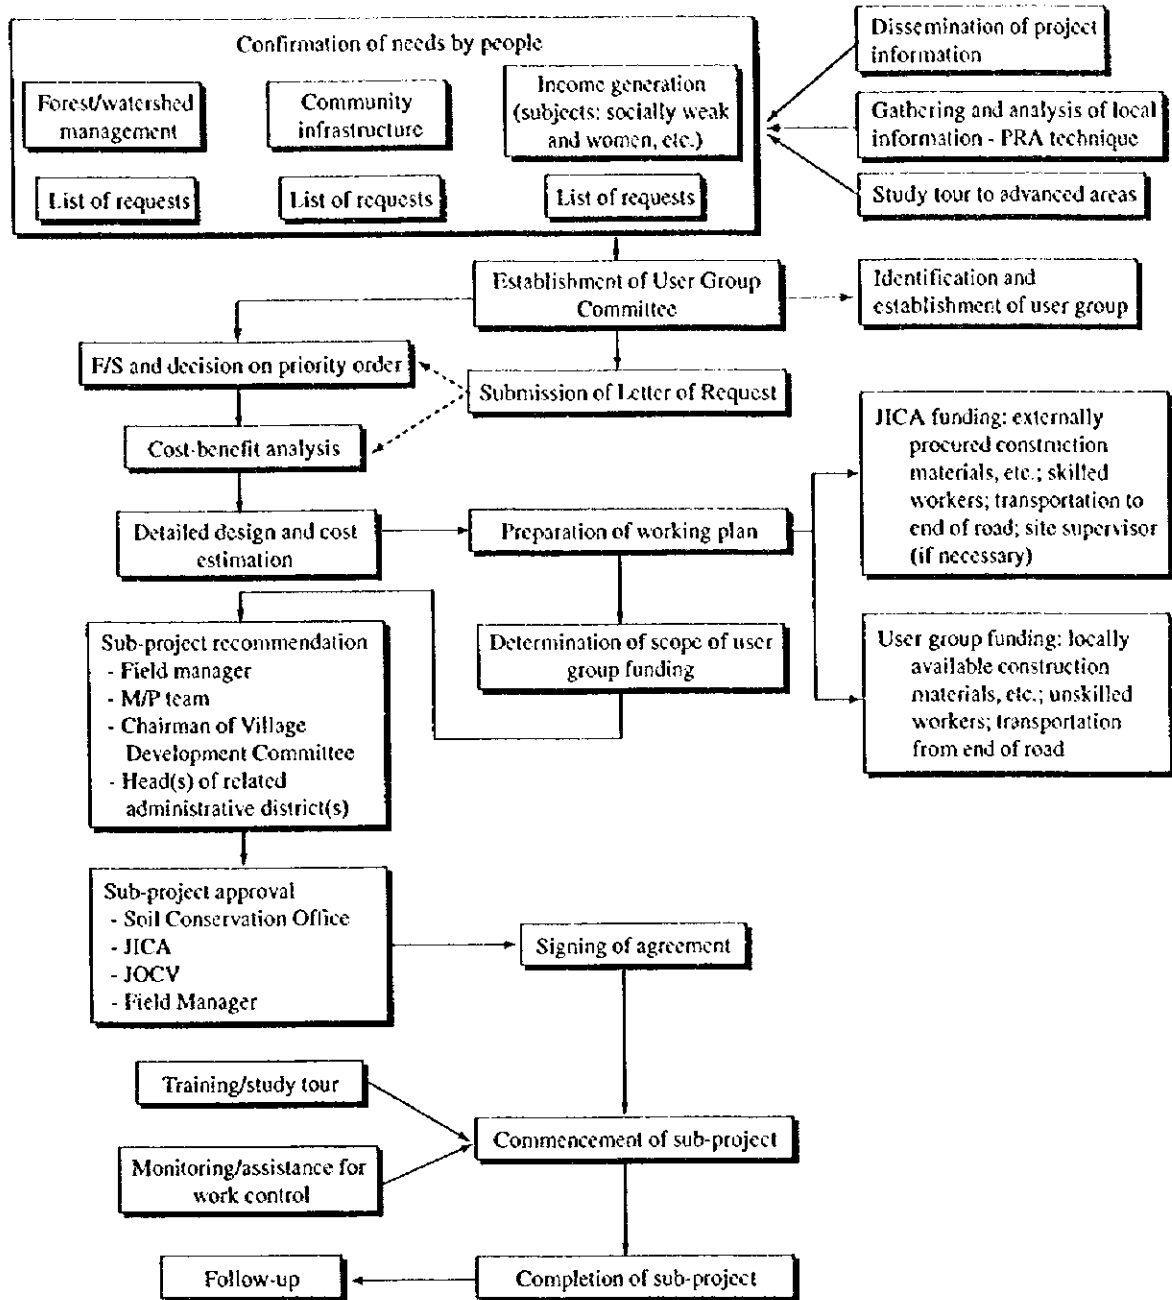 Confirmation of needs by people
Forest/watershed
management
Community
infrastructure
Income generation
(subjects: socially weak
and women, etc.)
List of requests
List of requests
List of requests
Dissemination of project
information
Gathering and analysis of local
information - PRA technique
Study tour to advanced areas
Establishment of User Group
Committee
Identification and
establishment of user group
F/S and decision on priority order
Submission of Letter of Request
Cost-benefit analysis
JICA funding: externally
procured construction
materials, etc.; skilled
workers; transportation to
end of road; site supervisor
(if necessary)
Detailed design and cost
estimation
Preparation of working plan
Sub-project recommendation
- Field manager
- M/P team
- Chairman of Village
Development Committee
- Head(s) of related
administrative district(s)
Determination of scope of user
group funding
User group funding: locally
available construction
materials, etc.; unskilled
workers; transportation
from end of road
Sub-project approval
- Soil Conservation Office
- JICA
- JOCV
- Field Manager
Signing of agreement
Training/study tour
Commencement of sub-project
Monitoring/assistance for
work control
Follow-up
Completion of sub-project